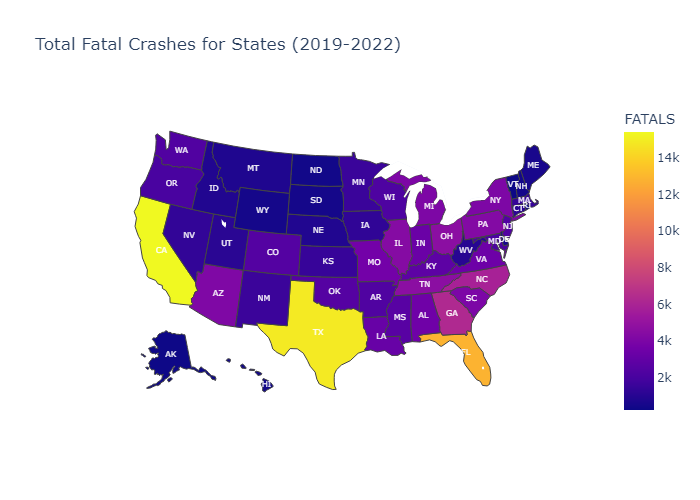 Total Fatal Crashes for States (2019-2022)
FATALS
14k
12k
10k
8k
6k
4k
2k
WA
MT
ND
MN
ME
OR
ID
SD
WI
MI
NY
VT
NH
MA
RI
CT
WY
IA
NE
PA
NJ
NV
UT
CO
KS
MO
IL
IN
OH
WV
MD
DE
VA
CA
KY
AZ
NM
OK
AR
TN
NC
SC
TX
LA
MS
AL
GA
FL
AK
HI